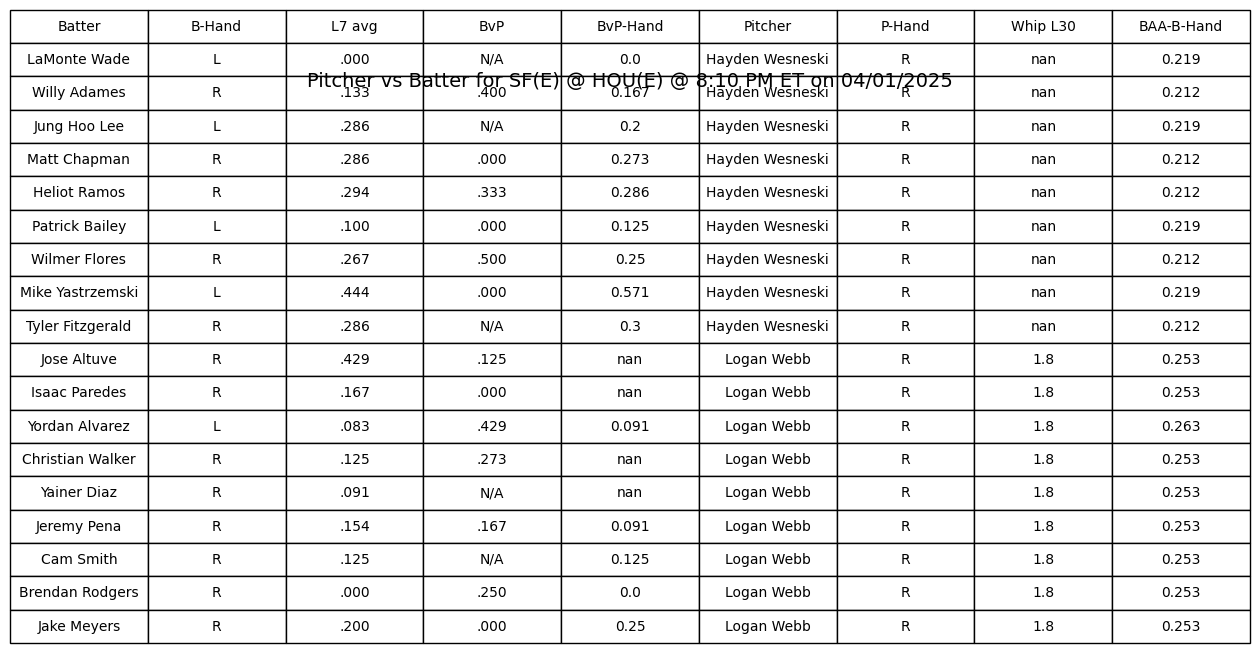 Batter B-Hand L7 avg BvP BvP-Hand Pitcher P-Hand Whip L30 BAA-B-Hand
LaMonte Wade L .000 N/A 0.0 Hayden Wesneski R nan 0.219
Pitcher vs Batter for SF(E) @ HOU(E) @ 8:10 PM ET on 04/01/2025
Willy Adames R .133 .400 0.167 Hayden Wesneski R nan 0.212
Jung Hoo Lee L .286 N/A 0.2 Hayden Wesneski R nan 0.219
Matt Chapman R .286 .000 0.273 Hayden Wesneski R nan 0.212
Heliot Ramos R .294 .333 0.286 Hayden Wesneski R nan 0.212
Patrick Bailey L .100 .000 0.125 Hayden Wesneski R nan 0.219
Wilmer Flores R .267 .500 0.25 Hayden Wesneski R nan 0.212
Mike Yastrzemski L .444 .000 0.571 Hayden Wesneski R nan 0.219
Tyler Fitzgerald R .286 N/A 0.3 Hayden Wesneski R nan 0.212
Jose Altuve R .429 .125 nan Logan Webb R 1.8 0.253
Isaac Paredes R .167 .000 nan Logan Webb R 1.8 0.253
Yordan Alvarez L .083 .429 0.091 Logan Webb R 1.8 0.263
Christian Walker R .125 .273 nan Logan Webb R 1.8 0.253
Yainer Diaz R .091 N/A nan Logan Webb R 1.8 0.253
Jeremy Pena R .154 .167 0.091 Logan Webb R 1.8 0.253
Cam Smith R .125 N/A 0.125 Logan Webb R 1.8 0.253
Brendan Rodgers R .000 .250 0.0 Logan Webb R 1.8 0.253
Jake Meyers R .200 .000 0.25 Logan Webb R 1.8 0.253